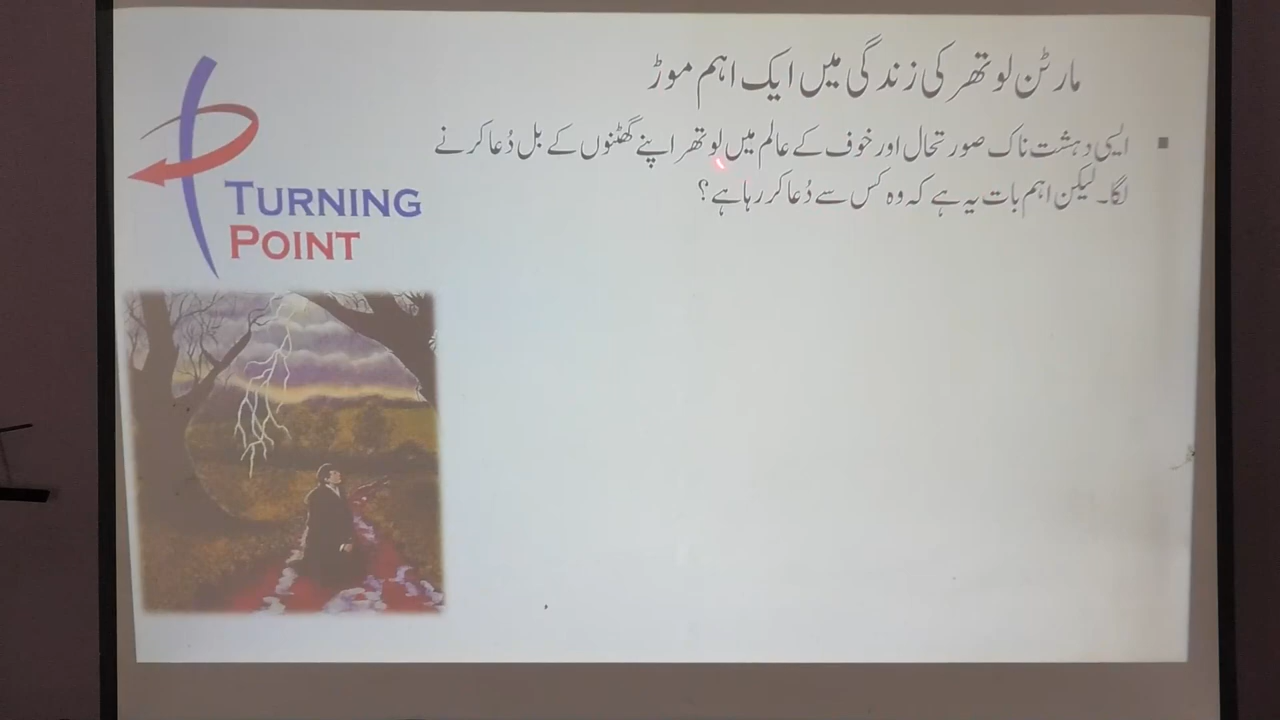 مارٹن لوتھر کی زندگی میں ایک اہم موڑ
ایسی دہشت ناک صورتحال اور خوف کے عالم میں لوتھر اپنے گھٹنوں کے بل دُعا کرنے
لگا۔ لیکن اہم بات یہ ہے کہ وہ کس سے دُعا کر رہا ہے؟
TURNING
POINT